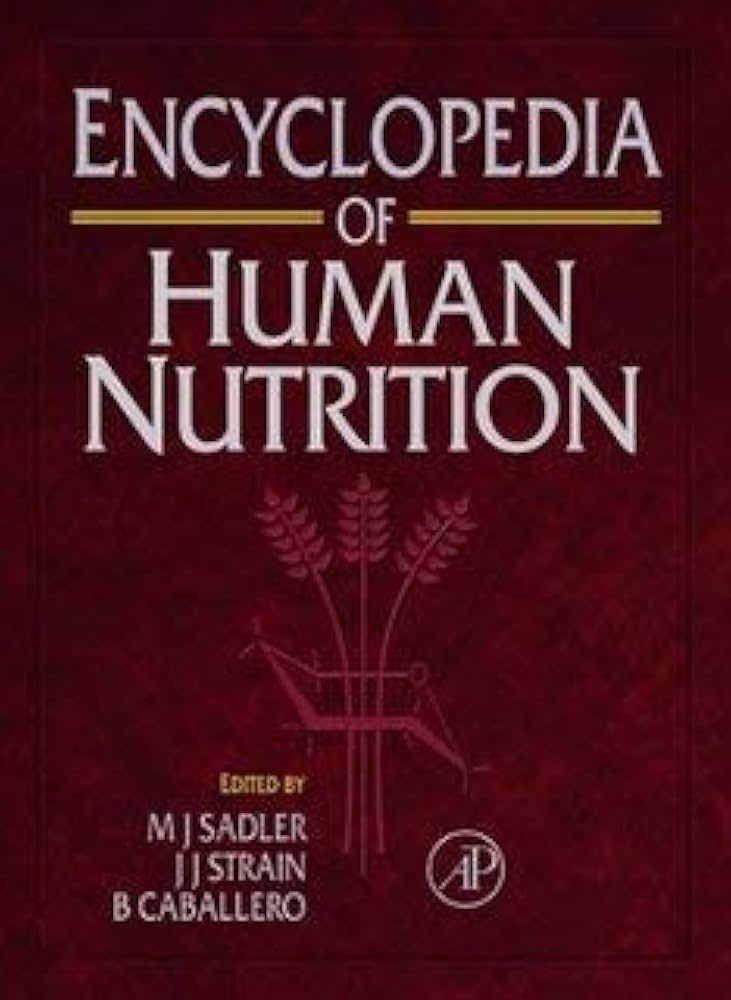 ENCYCLOPEDIA
OF
HUMAN
NUTRITION
EDITED BY
M J SADLER
J J STRAIN
B CABALLERO
AP